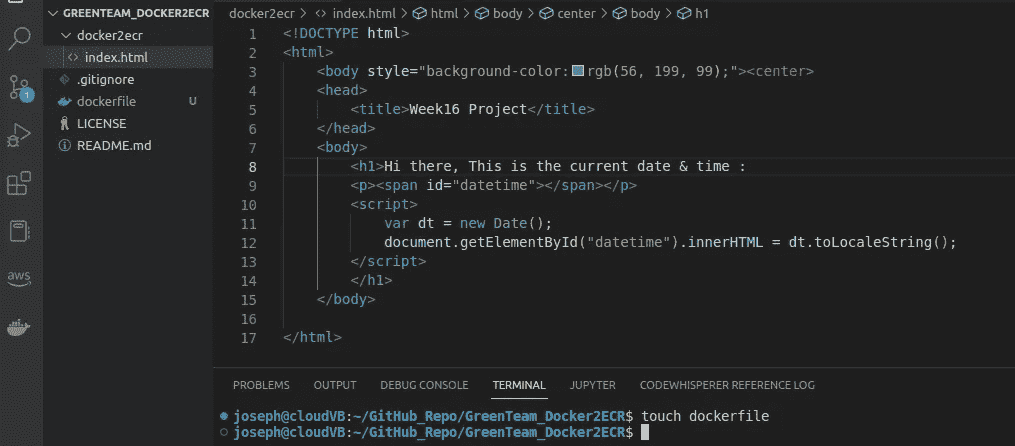 GREENTEAM_DOCKER2ECR
docker2ecr
index.html
.gitignore
dockerfile U
LICENSE
README.md
1
aws
docker2ecr > <> index.html > html > body > center > body > h1
1 <!DOCTYPE html>
2 <html>
3 <body style="background-color:rgb(56, 199, 99);"><center>
4 <head>
5 <title>Week16 Project</title>
6 </head>
7 <body>
8 <h1>Hi there, This is the current date & time :
9 <p><span id="datetime"></span></p>
10 <script>
11 var dt = new Date();
12 document.getElementById("datetime").innerHTML = dt.toLocaleString();
13 </script>
14 </h1>
15 </body>
16
17 </html>
PROBLEMS OUTPUT DEBUG CONSOLE TERMINAL JUPYTER CODEWHISPERER REFERENCE LOG
joseph@cloudVB:~/GitHub_Repo/GreenTeam_Docker2ECR$ touch dockerfile
joseph@cloudVB:~/GitHub_Repo/GreenTeam_Docker2ECR$